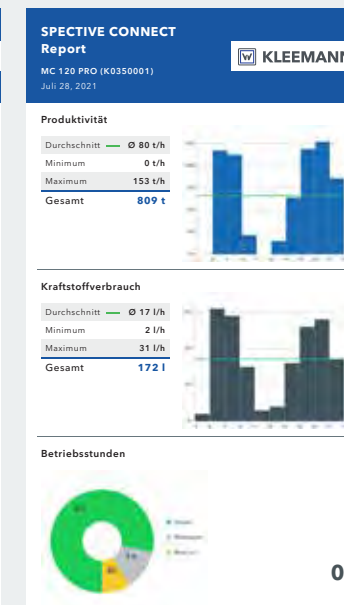 SPECTIVE CONNECT
Report
KLEEMANN
MC 120 PRO (K0350001)
Juli 28, 2021
Produktivität
Durchschnitt Ø 80 t/h
Minimum 0 t/h
Maximum 153 t/h
Gesamt 809 t
Kraftstoffverbrauch
Durchschnitt Ø 17 l/h
Minimum 2 l/h
Maximum 31 l/h
Gesamt 172 l
Betriebsstunden
0